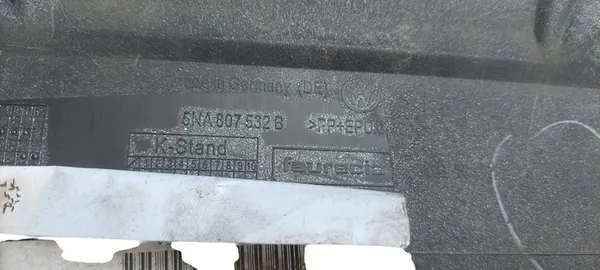 Made in Germany (DE)
5NA 807 532 B >PP+EPDM
K-Stand
1 2 3 4 5 6 7 8 9 10
faurecia